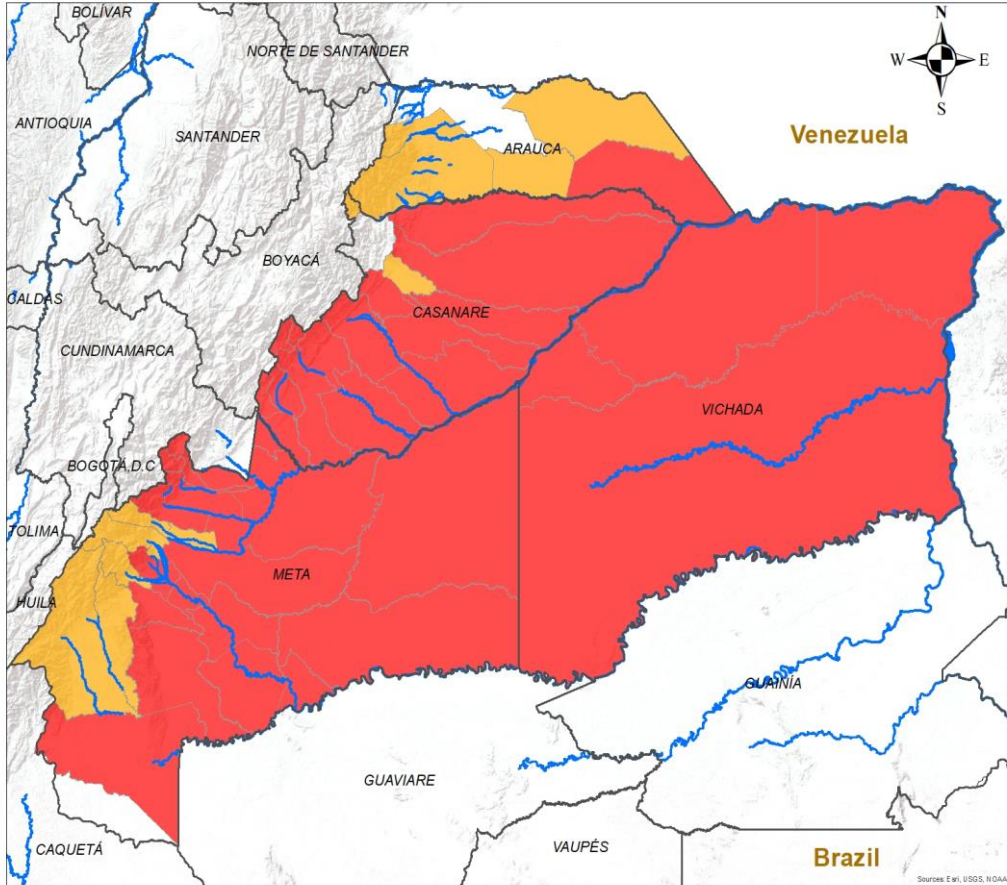 BOLÍVAR
N
NORTE DE SANTANDER
W E
S
ANTIOQUIA
SANTANDER
Venezuela
ARAUCA
BOYACÁ
CALDAS
CASANARE
CUNDINAMARCA
VICHADA
BOGOTÁ, D.C
TOLIMA
META
HUILA
GUAINÍA
GUAVIARE
CAQUETÁ
VAUPÉS
Brazil
Sources: Esri, USGS, NOAA